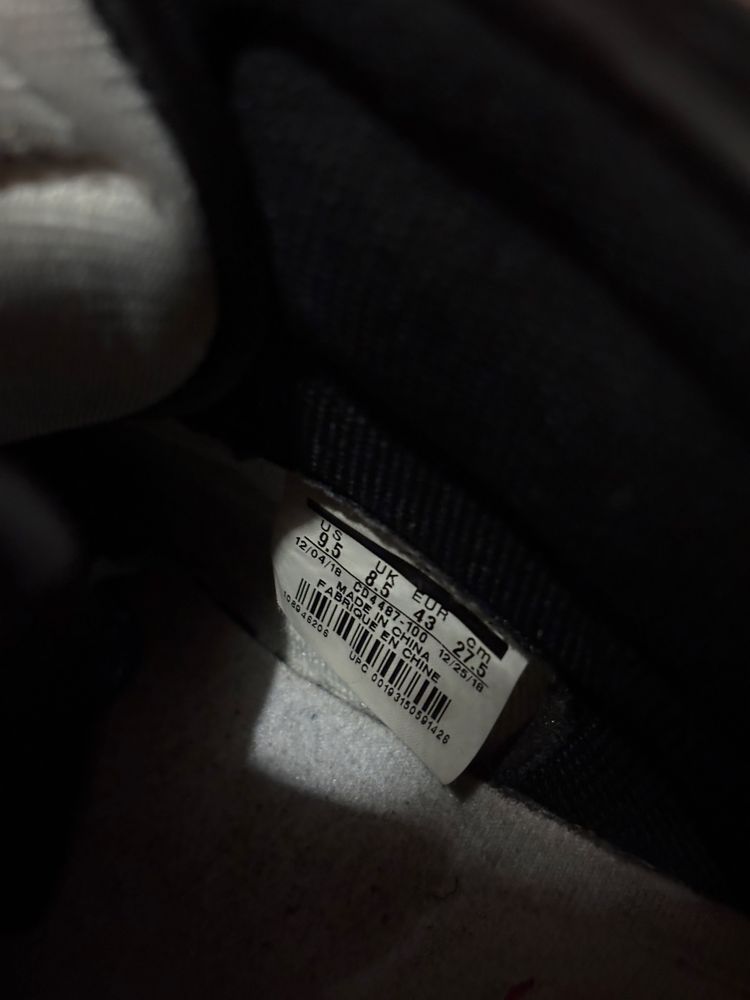 US UK EUR cm
9.5 8.5 43 27.5
12/04/18 CD4487-100 12/25/18
MADE IN CHINA
FABRIQUE EN CHINE
108946206
UPC 00193150591426